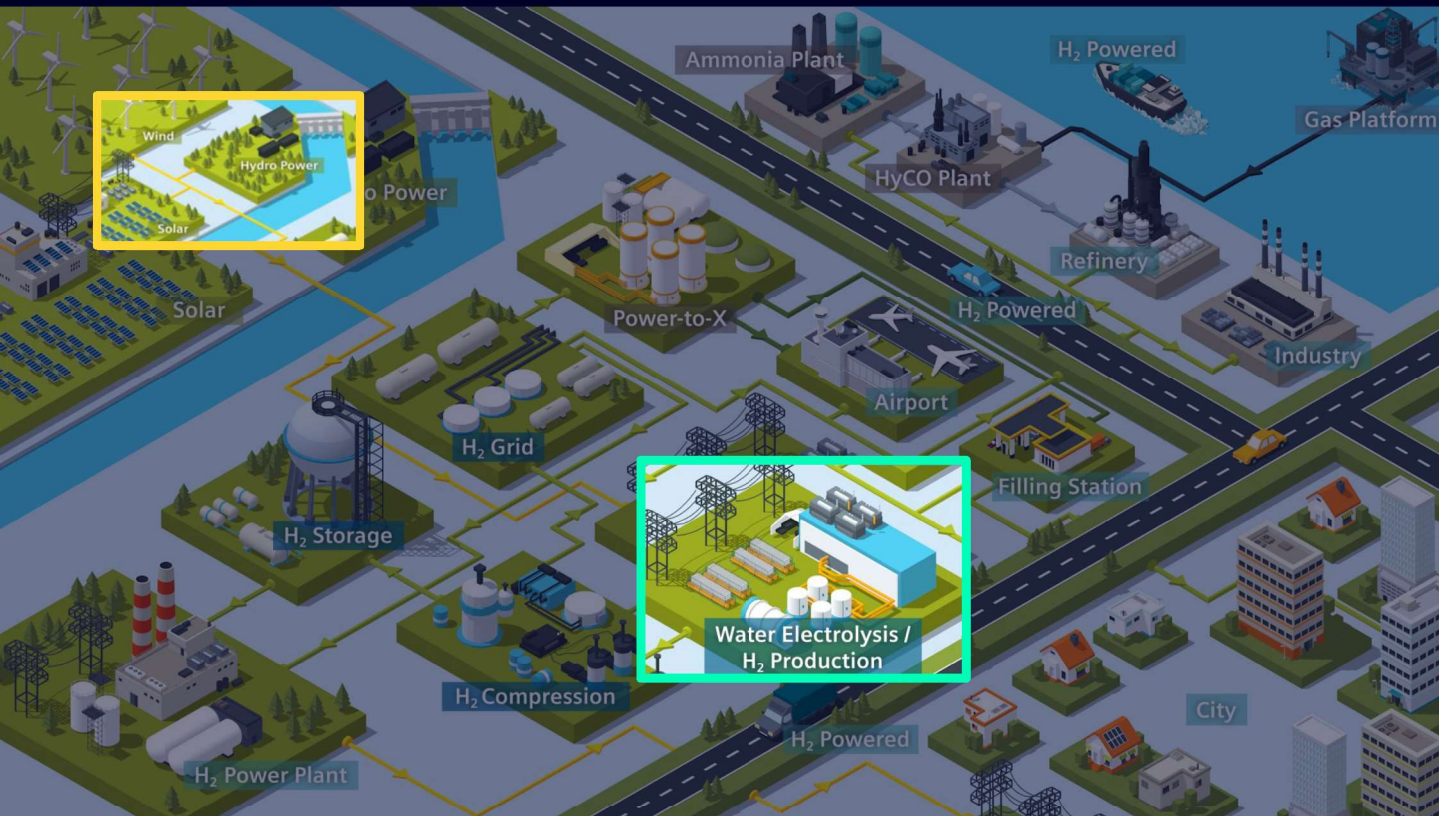 Ammonia Plant
H₂ Powered
Gas Platform
Wind
Hydro Power
o Power
HyCO Plant
Solar
Refinery
Solar
Power-to-X
H₂ Powered
Industry
Airport
H₂ Grid
Filling Station
H₂ Storage
Water Electrolysis /
H₂ Production
H₂ Compression
City
H₂ Powered
H₂ Power Plant